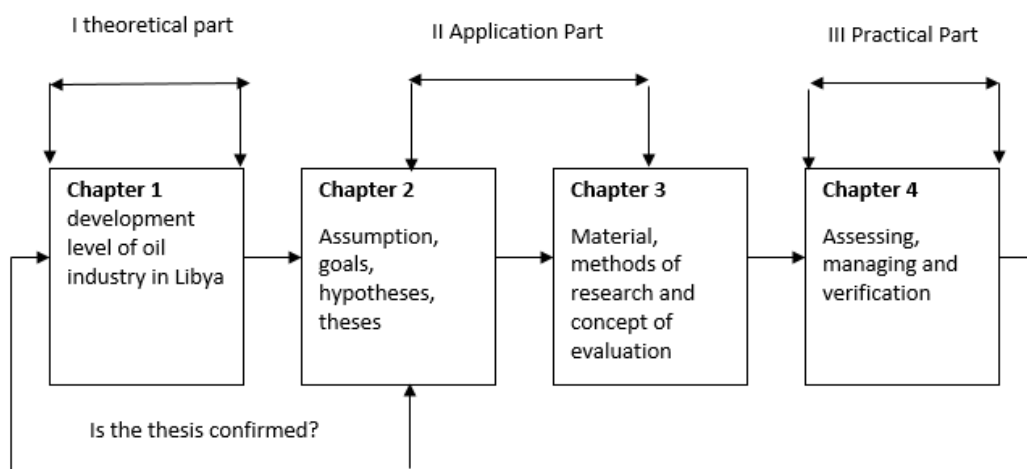 I theoretical part
II Application Part
III Practical Part
Chapter 1
development
level of oil
industry in Libya
Chapter 2
Assumption,
goals,
hypotheses,
theses
Chapter 3
Material,
methods of
research and
concept of
evaluation
Chapter 4
Assessing,
managing and
verification
Is the thesis confirmed?